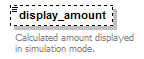 display_amount
Calculated amount displayed
in simulation mode.